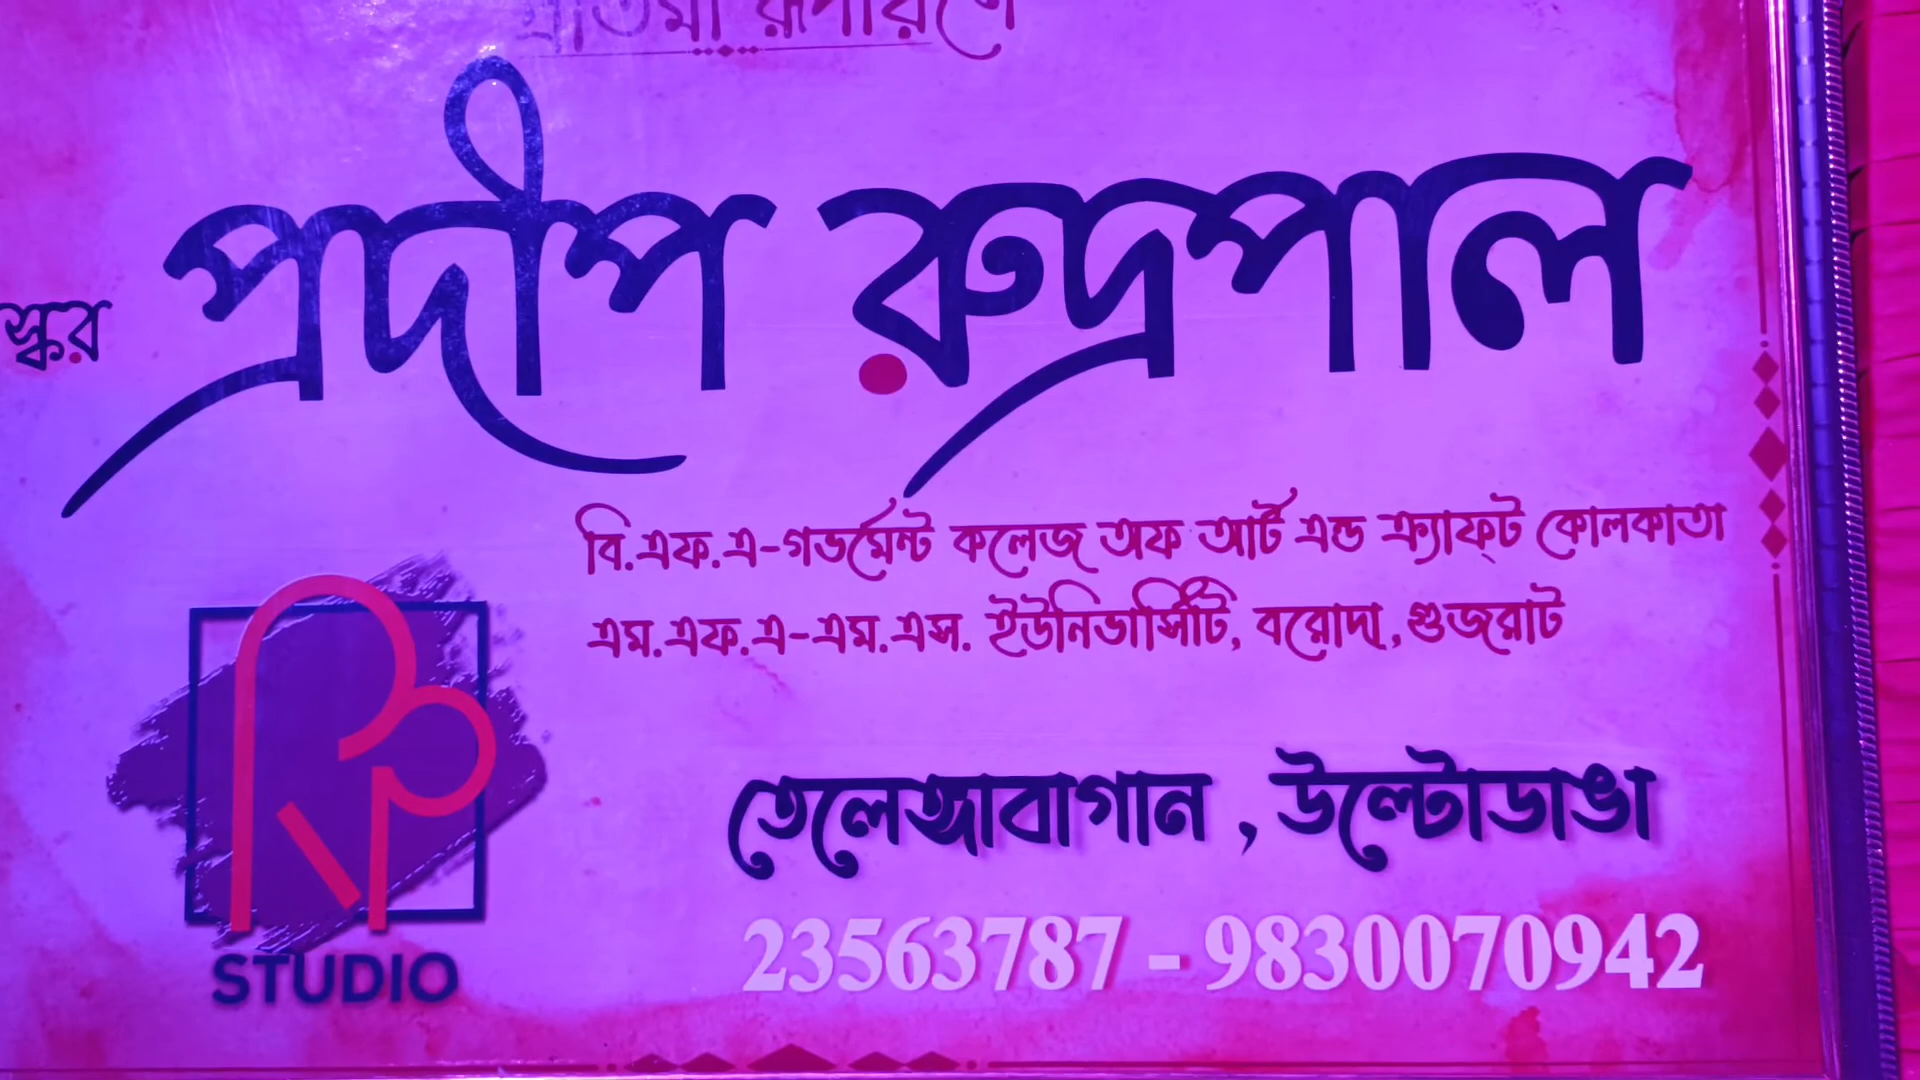 প্রতিমা রূপায়ণে
প্রদীপ রুদ্রপাল
স্কর
বি.এফ.এ-গভর্মেন্ট কলেজ অফ আর্ট এন্ড ক্র্যাফ্ট কোলকাতা
এম.এফ.এ-এম.এস. ইউনিভার্সিটি, বরোদা,গুজরাট
তেলেঙ্গাবাগান , উল্টোডাঙা
23563787 - 9830070942
STUDIO